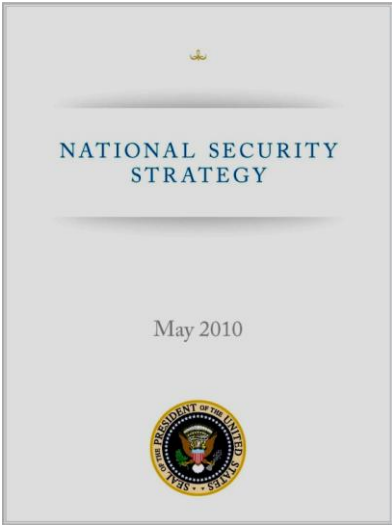 NATIONAL SECURITY
STRATEGY
May 2010
SEAL OF THE PRESIDENT OF THE UNITED STATES